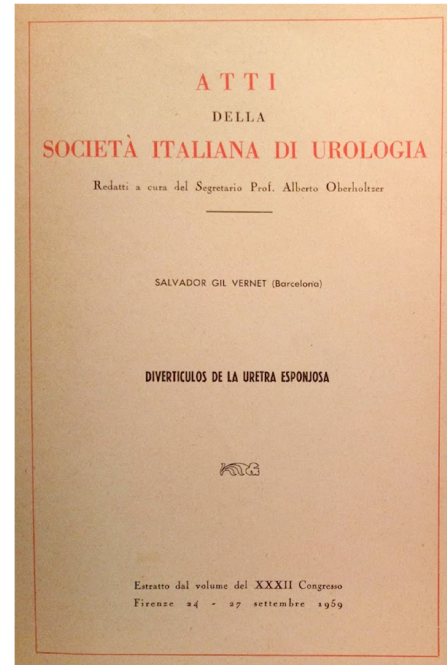 ATTI
DELLA
SOCIETÀ ITALIANA DI UROLOGIA
Redatti a cura del Segretario Prof. Alberto Oberholtzer
SALVADOR GIL VERNET (Barcelona)
DIVERTICULOS DE LA URETRA ESPONJOSA
Estratto dal volume del XXXII Congresso
Firenze 24 - 27 settembre 1959